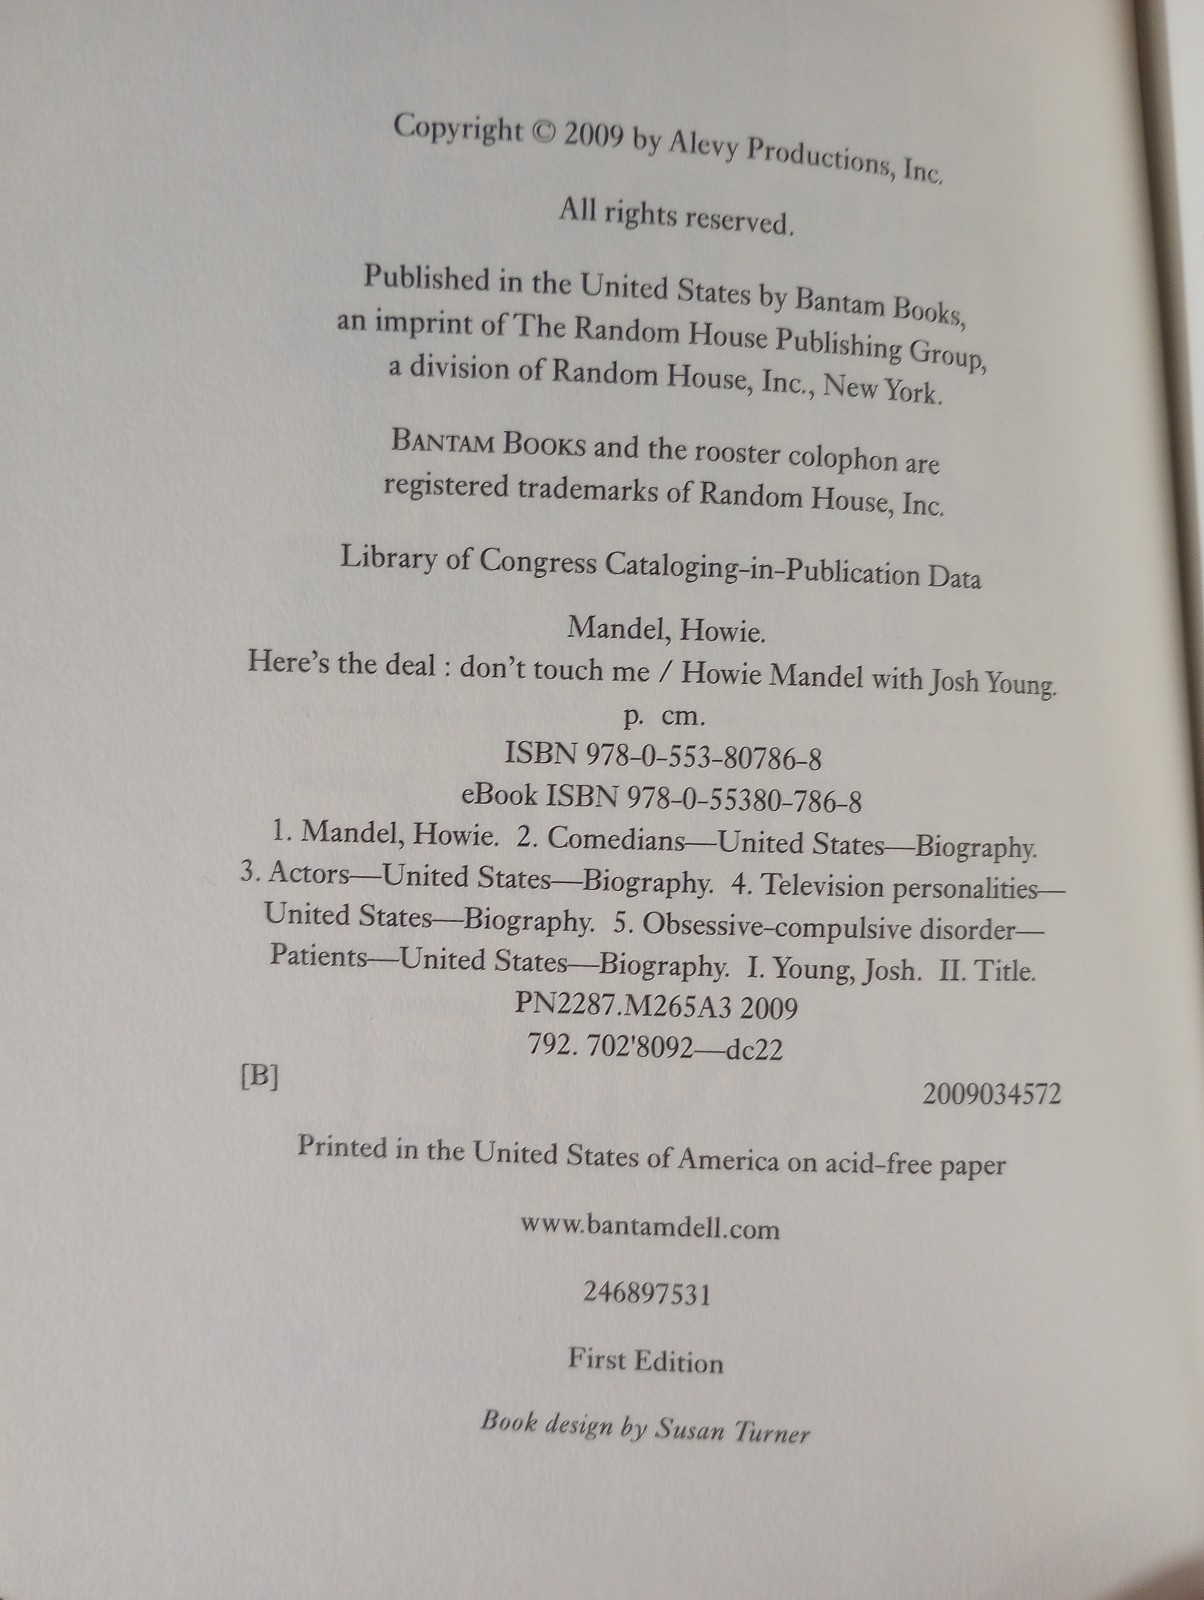 Copyright © 2009 by Alevy Productions, Inc.
All rights reserved.
Published in the United States by Bantam Books,
an imprint of The Random House Publishing Group,
a division of Random House, Inc., New York.
BANTAM BOOKS and the rooster colophon are
registered trademarks of Random House, Inc.
Library of Congress Cataloging-in-Publication Data
Mandel, Howie.
Here's the deal : don't touch me / Howie Mandel with Josh Young.
p. cm.
ISBN 978-0-553-80786-8
eBook ISBN 978-0-55380-786-8
1. Mandel, Howie. 2. Comedians—United States—Biography.
3. Actors—United States—Biography. 4. Television personalities—
United States—Biography. 5. Obsessive-compulsive disorder—
Patients—United States—Biography. I. Young, Josh. II. Title.
PN2287.M265A3 2009
792. 702'8092—dc22
[B] 2009034572
Printed in the United States of America on acid-free paper
www.bantamdell.com
246897531
First Edition
Book design by Susan Turner